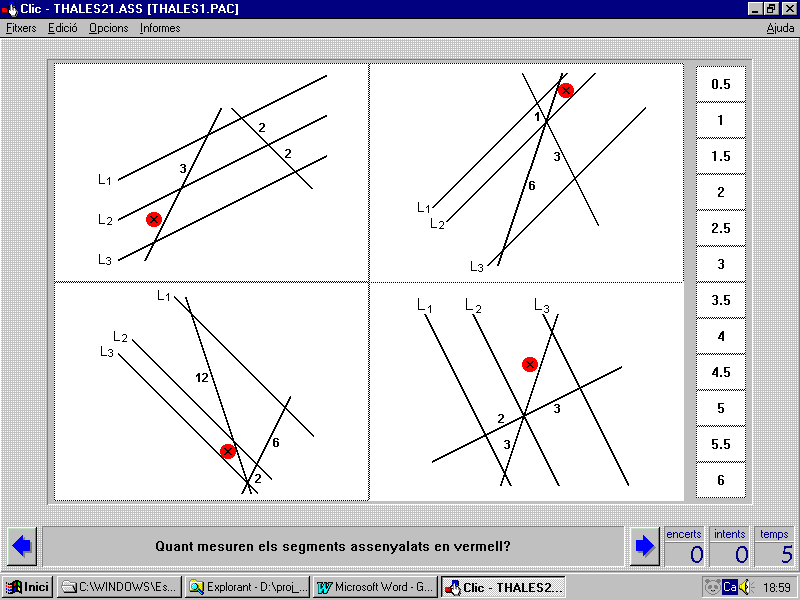 Clic - THALES21.ASS [THALES1.PAC]
Fitxers Edició Opcions Informes Ajuda
L1
L2
L3
3
2
2
×
L1
L2
L3
1
3
6
×
L1
L2
L3
12
6
2
×
L1 L2 L3
2
3
3
×
0.5
1
1.5
2
2.5
3
3.5
4
4.5
5
5.5
6
Quant mesuren els segments assenyalats en vermell?
encerts intents temps
0 0 5
Inici C:\WINDOWS\Es... Explorant - D:\proj_... Microsoft Word - G... Clic - THALES2... Ca 18:59